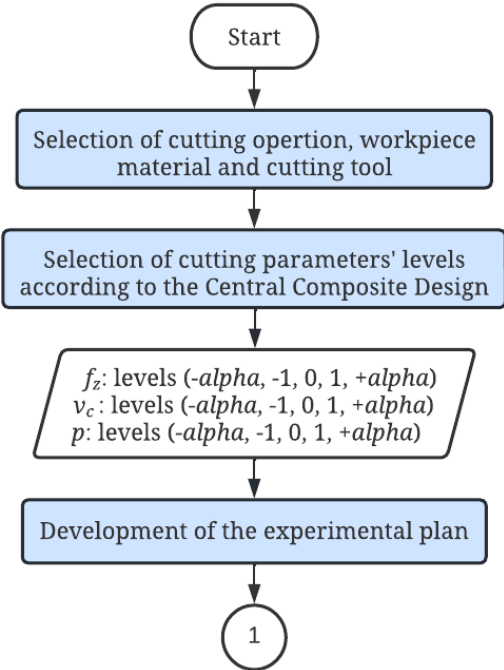 Start
Selection of cutting opertion, workpiece
material and cutting tool
Selection of cutting parameters' levels
according to the Central Composite Design
f_z: levels (-alpha, -1, 0, 1, +alpha)
v_c: levels (-alpha, -1, 0, 1, +alpha)
p: levels (-alpha, -1, 0, 1, +alpha)
Development of the experimental plan
1